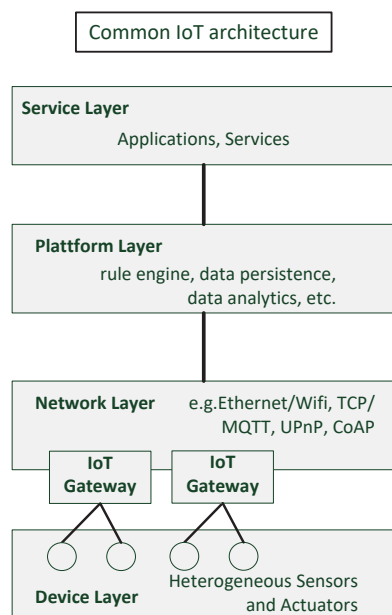 Common IoT architecture
Service Layer
Applications, Services
Plattform Layer
rule engine, data persistence,
data analytics, etc.
Network Layer e.g.Ethernet/Wifi, TCP/
MQTT, UPnP, CoAP
IoT
Gateway
IoT
Gateway
Heterogeneous Sensors
and Actuators
Device Layer